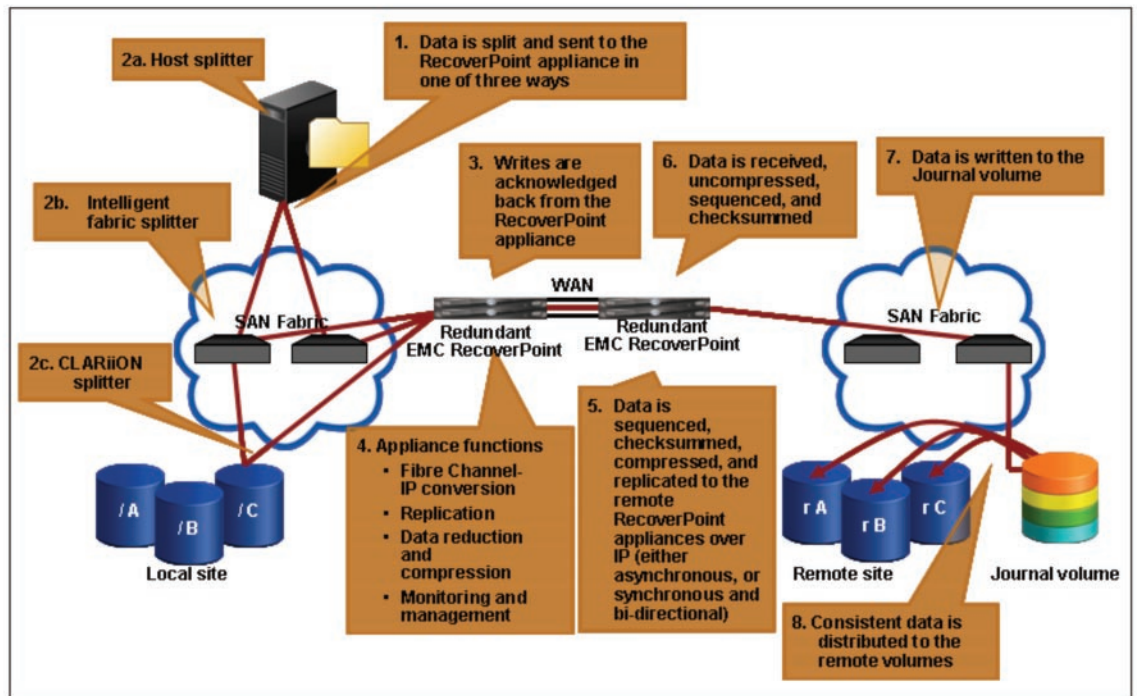 2a. Host splitter
1. Data is split and sent to the
RecoverPoint appliance in
one of three ways
2b. Intelligent
fabric splitter
3. Writes are
acknowledged
back from the
RecoverPoint
appliance
6. Data is received,
uncompressed,
sequenced, and
checksummed
7. Data is written to the
Journal volume
WAN
SAN Fabric
Redundant
EMC RecoverPoint
Redundant
EMC RecoverPoint
SAN Fabric
2c. CLARiiON
splitter
4. Appliance functions
• Fibre Channel-
IP conversion
• Replication
• Data reduction
and
compression
• Monitoring and
management
5. Data is
sequenced,
checksummed,
compressed, and
replicated to the
remote
RecoverPoint
appliances over
IP (either
asynchronous, or
synchronous and
bi-directional)
/ A
/ B
/ C
Local site
r A
r B
r C
Remote site
Journal volume
8. Consistent data is
distributed to the
remote volumes